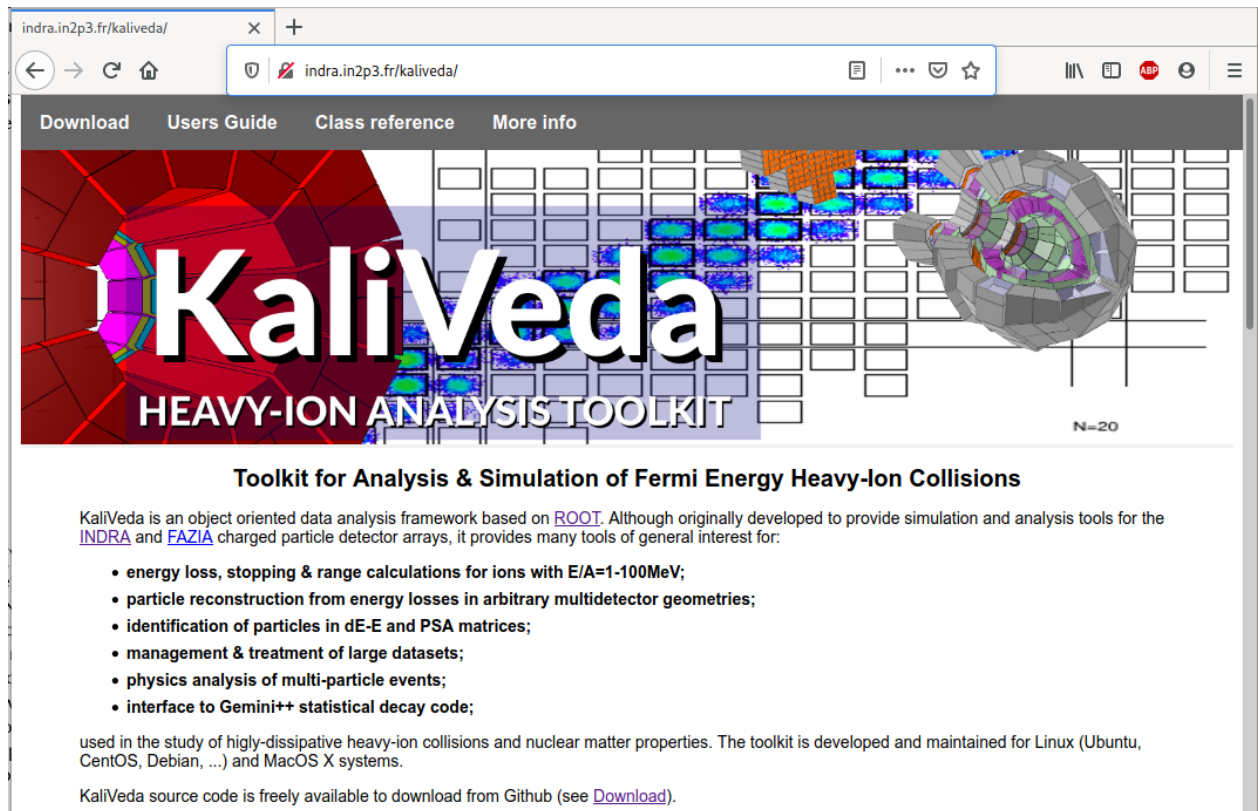 indra.in2p3.fr/kaliveda/
indra.in2p3.fr/kaliveda/
ABP
Download Users Guide Class reference More info
KaliVeda
HEAVY-ION ANALYSIS TOOLKIT
N=20
Toolkit for Analysis & Simulation of Fermi Energy Heavy-Ion Collisions
KaliVeda is an object oriented data analysis framework based on ROOT. Although originally developed to provide simulation and analysis tools for the
INDRA and FAZIA charged particle detector arrays, it provides many tools of general interest for:
• energy loss, stopping & range calculations for ions with E/A=1-100MeV;
• particle reconstruction from energy losses in arbitrary multidetector geometries;
• identification of particles in dE-E and PSA matrices;
• management & treatment of large datasets;
• physics analysis of multi-particle events;
• interface to Gemini++ statistical decay code;
used in the study of higly-dissipative heavy-ion collisions and nuclear matter properties. The toolkit is developed and maintained for Linux (Ubuntu,
CentOS, Debian, ...) and MacOS X systems.
KaliVeda source code is freely available to download from Github (see Download).